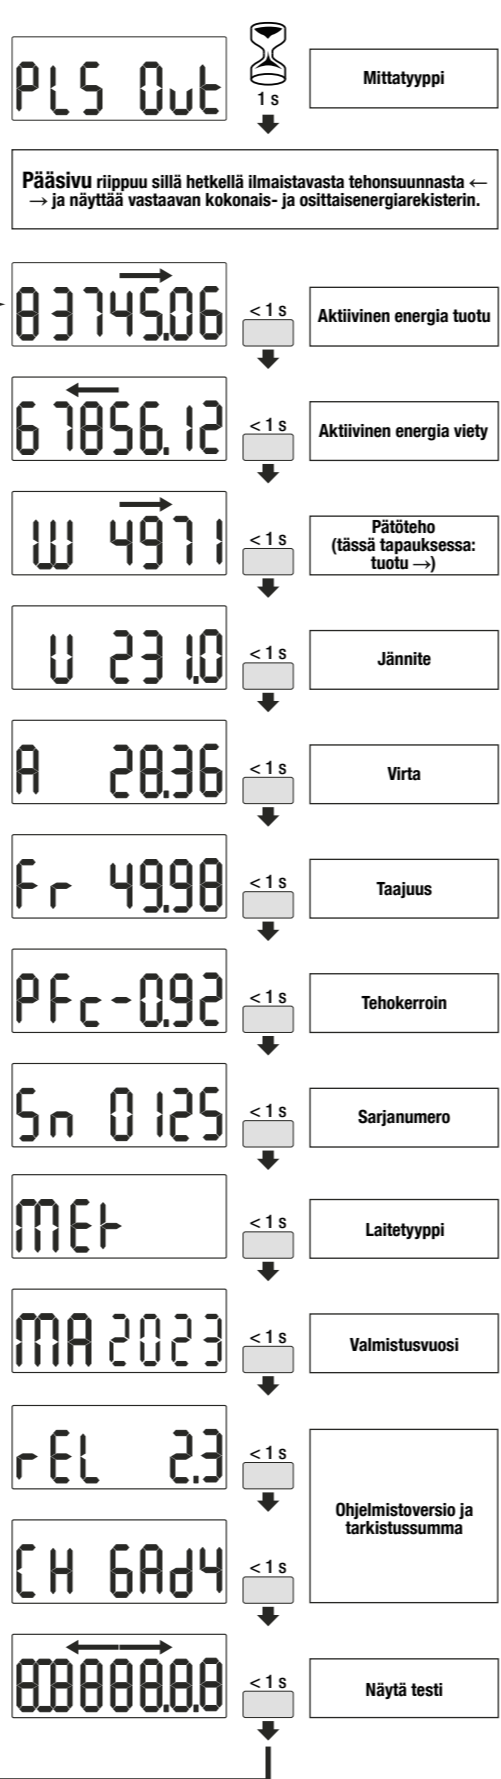 PLS Out
1 s
Mittatyyppi
Pääsivu riippuu sillä hetkellä ilmaistavasta tehonsuunnasta ←
→ ja näyttää vastaavan kokonais- ja osittaisenergiarekisterin.
→
83745.06
< 1 s
Aktiivinen energia tuotu
←
67856.12
< 1 s
Aktiivinen energia viety
→
W 4971
< 1 s
Pätöteho
(tässä tapauksessa:
tuotu →)
U 231.0
< 1 s
Jännite
A 28.36
< 1 s
Virta
Fr 49.98
< 1 s
Taajuus
PFc-0.92
< 1 s
Tehokerroin
Sn 0125
< 1 s
Sarjanumero
MEt
< 1 s
Laitetyyppi
MA 2023
< 1 s
Valmistusvuosi
rEL 2.3
< 1 s
Ohjelmistoversio ja
tarkistussumma
CH 6Ad4
< 1 s
← →
8.8.8888.8.8
< 1 s
Näytä testi